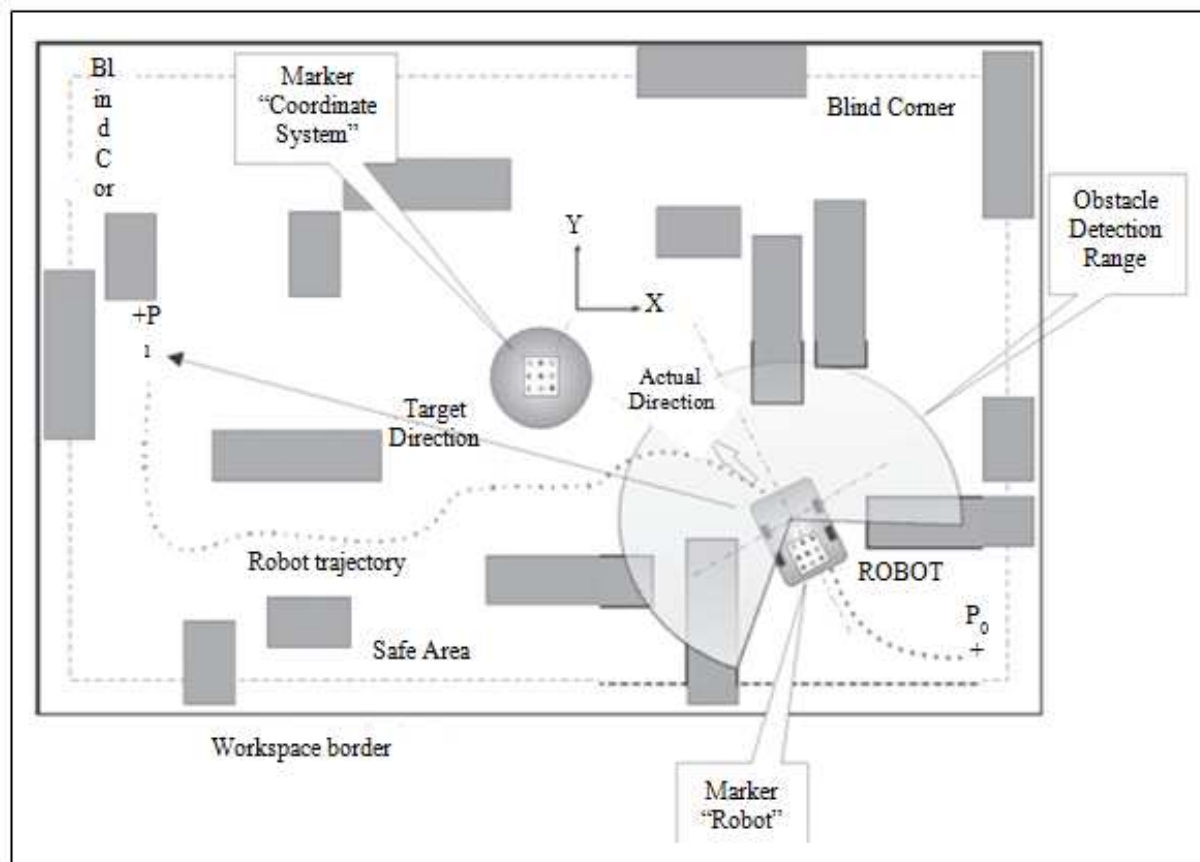 Bl
in
d
C
or
Marker
“Coordinate
System”
Blind Corner
Obstacle
Detection
Range
Y
X
+P
1
Actual
Direction
Target
Direction
Robot trajectory
ROBOT
P0
+
Safe Area
Workspace border
Marker
“Robot”